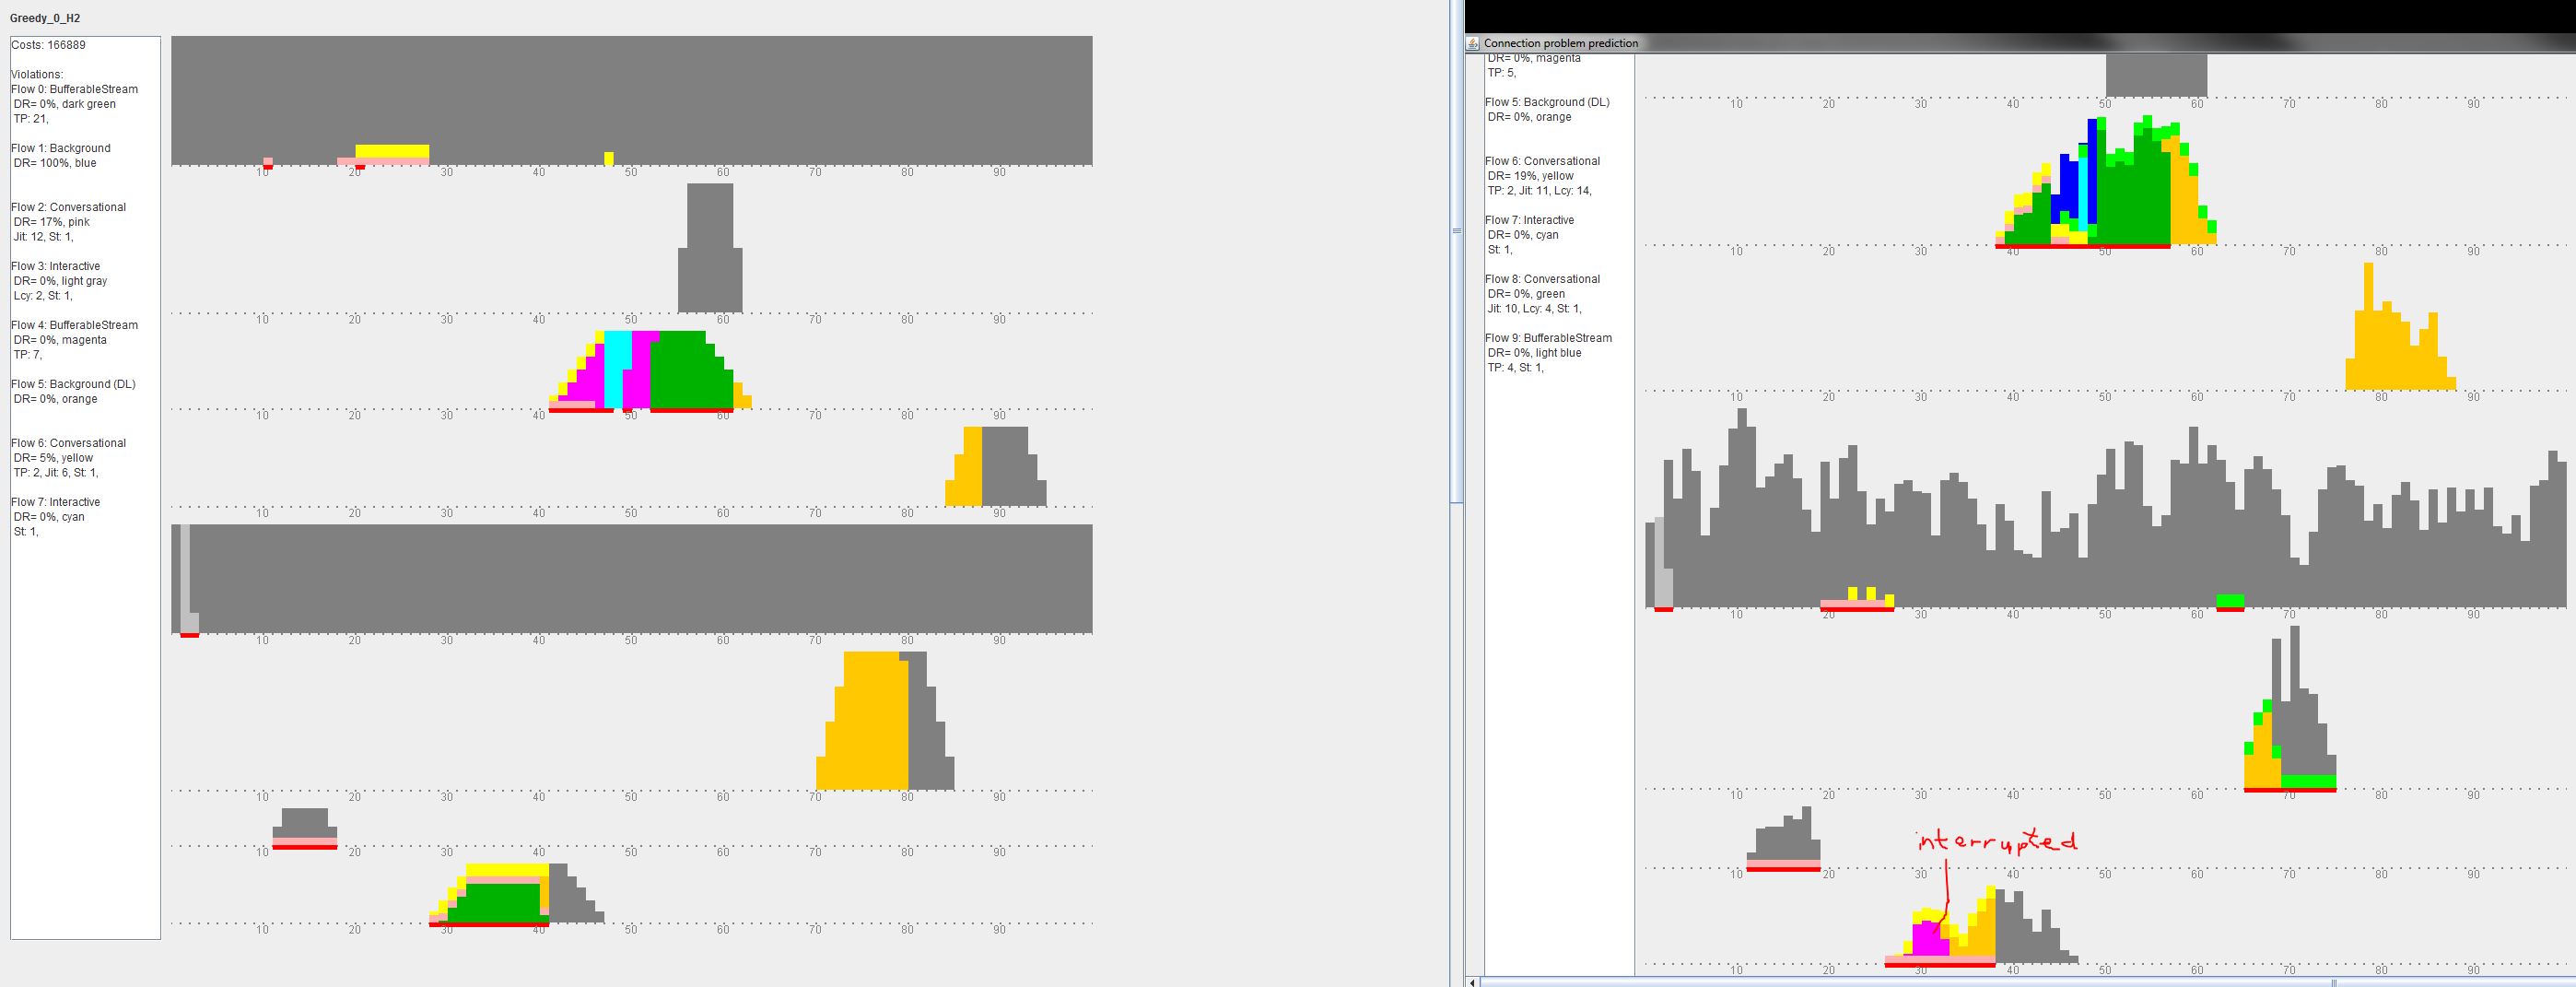 Greedy_0_H2
Costs: 166889
Violations:
Flow 0: BufferableStream
DR= 0%, dark green
TP: 21,
Flow 1: Background
DR= 100%, blue
Flow 2: Conversational
DR= 17%, pink
Jit: 12, St: 1,
Flow 3: Interactive
DR= 0%, light gray
Lcy: 2, St: 1,
Flow 4: BufferableStream
DR= 0%, magenta
TP: 7,
Flow 5: Background (DL)
DR= 0%, orange
Flow 6: Conversational
DR= 5%, yellow
TP: 2, Jit: 6, St: 1,
Flow 7: Interactive
DR= 0%, cyan
St: 1,
10 20 30 40 50 60 70 80 90
10 20 30 40 50 60 70 80 90
10 20 30 40 50 60 70 80 90
10 20 30 40 50 60 70 80 90
10 20 30 40 50 60 70 80 90
10 20 30 40 50 60 70 80 90
10 20 30 40 50 60 70 80 90
10 20 30 40 50 60 70 80 90
Connection problem prediction
DR= 0%, magenta
TP: 5,
Flow 5: Background (DL)
DR= 0%, orange
Flow 6: Conversational
DR= 19%, yellow
TP: 2, Jit: 11, Lcy: 14,
Flow 7: Interactive
DR= 0%, cyan
St: 1,
Flow 8: Conversational
DR= 0%, green
Jit: 10, Lcy: 4, St: 1,
Flow 9: BufferableStream
DR= 0%, light blue
TP: 4, St: 1,
10 20 30 40 50 60 70 80 90
10 20 30 40 50 60 70 80 90
10 20 30 40 50 60 70 80 90
10 20 30 40 50 60 70 80 90
10 20 30 40 50 60 70 80 90
10 20 30 40 50 60 70 80 90
interrupted
10 20 30 40 50 60 70 80 90